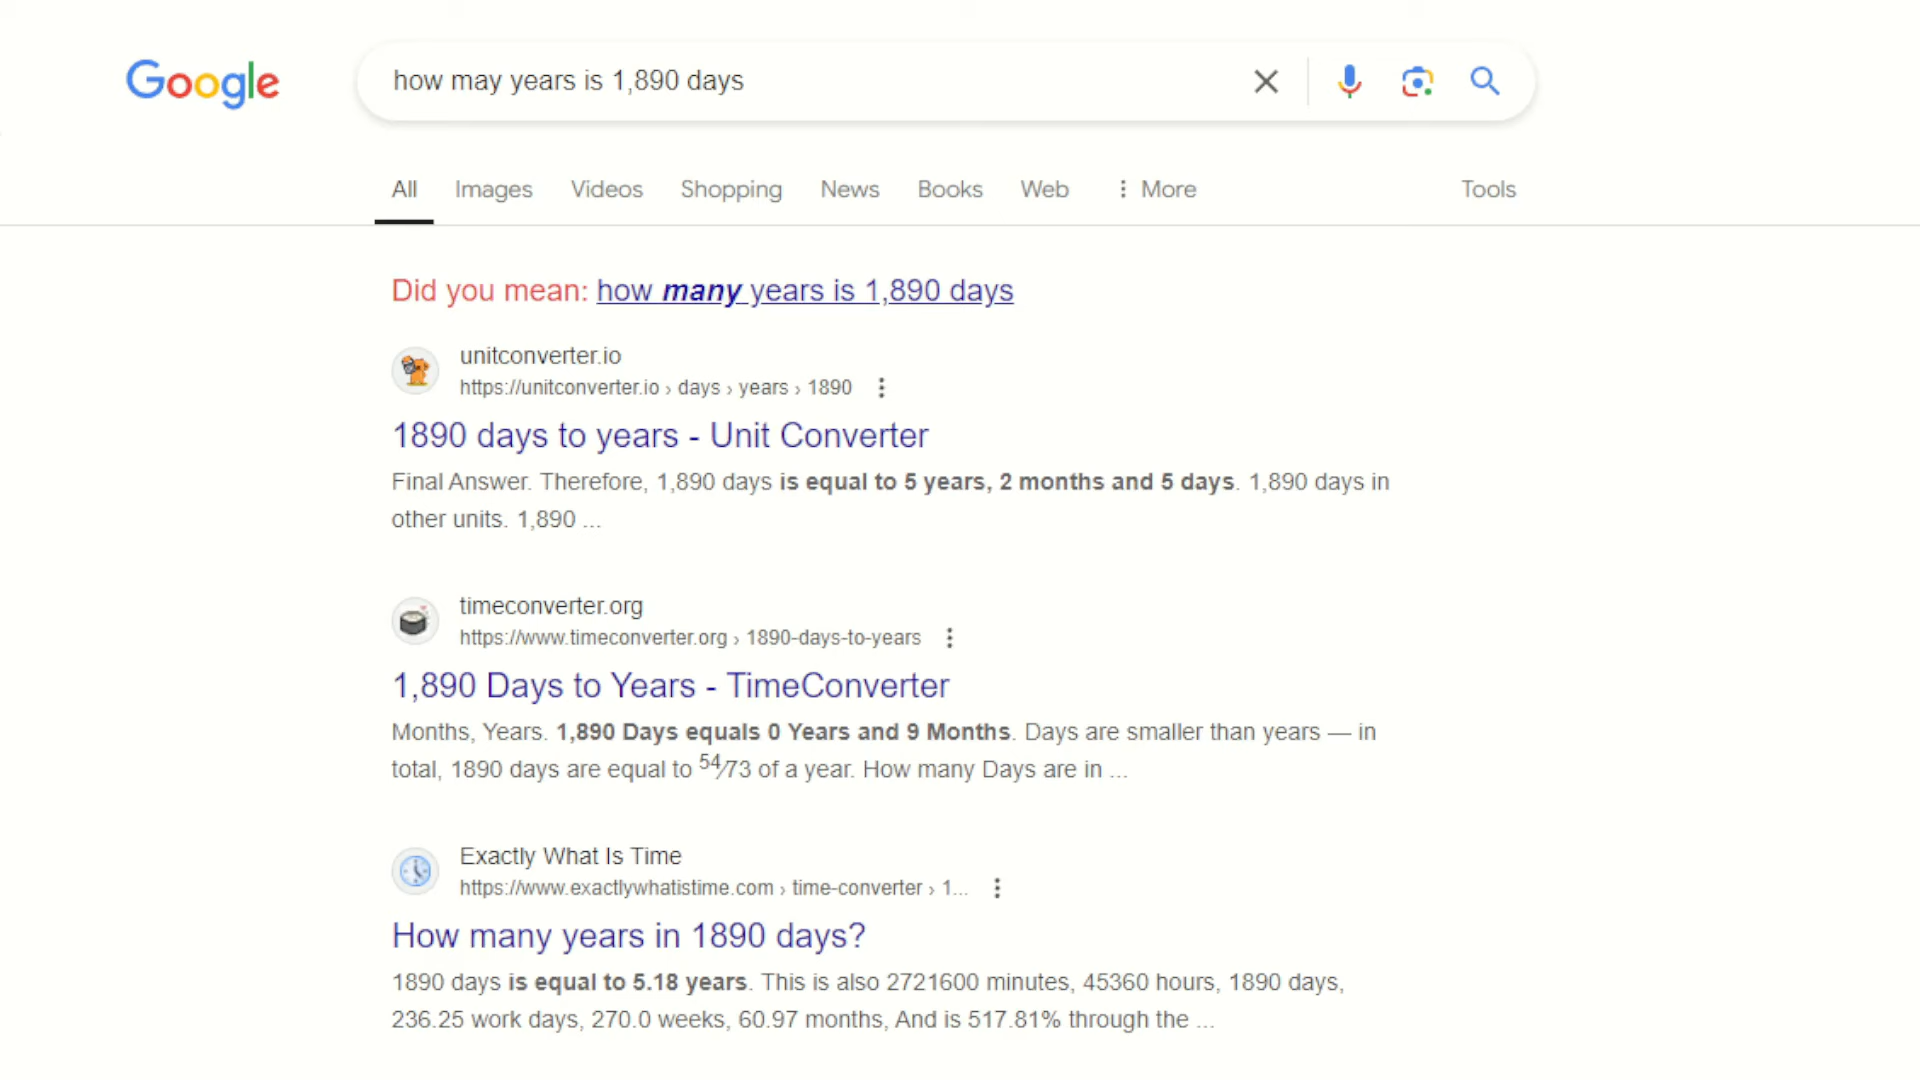 Google
how may years is 1,890 days
All Images Videos Shopping News Books Web More Tools
Did you mean: how many years is 1,890 days
unitconverter.io
https://unitconverter.io › days › years › 1890
1890 days to years - Unit Converter
Final Answer. Therefore, 1,890 days is equal to 5 years, 2 months and 5 days. 1,890 days in
other units. 1,890 ...
timeconverter.org
https://www.timeconverter.org › 1890-days-to-years
1,890 Days to Years - TimeConverter
Months, Years. 1,890 Days equals 0 Years and 9 Months. Days are smaller than years — in
total, 1890 days are equal to 54⁄73 of a year. How many Days are in ...
Exactly What Is Time
https://www.exactlywhatistime.com › time-converter › 1...
How many years in 1890 days?
1890 days is equal to 5.18 years. This is also 2721600 minutes, 45360 hours, 1890 days,
236.25 work days, 270.0 weeks, 60.97 months, And is 517.81% through the ...